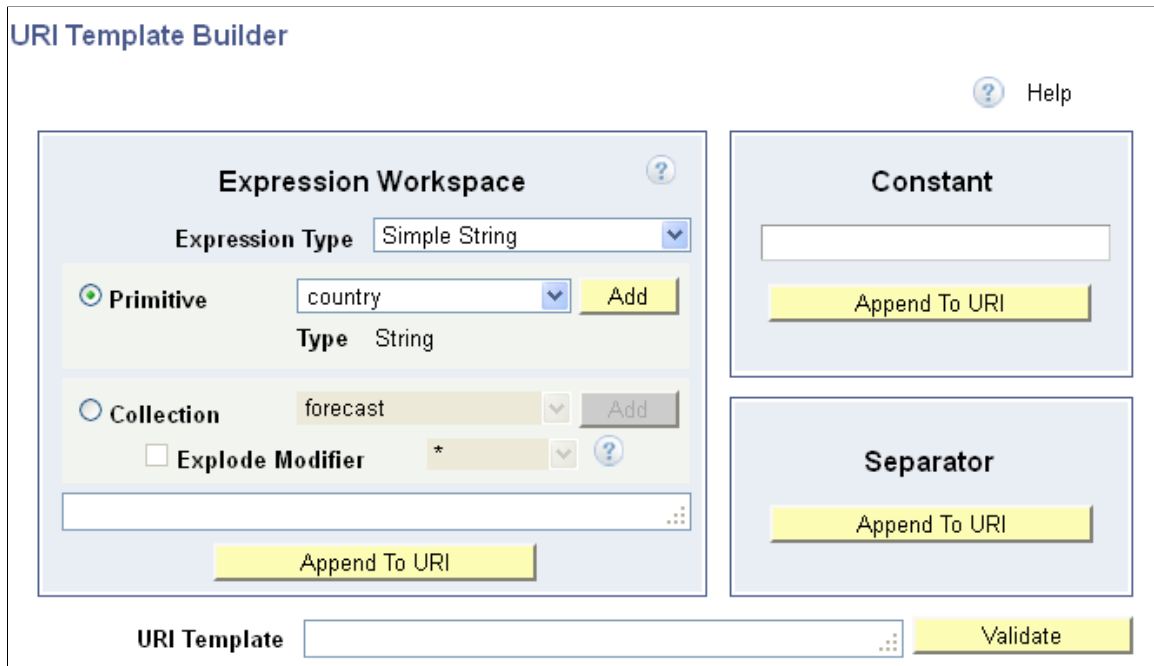 URI Template Builder
? Help
Expression Workspace ?
Expression Type Simple String
Primitive country Add
Type String
Collection forecast Add
Explode Modifier * ?
Append To URI
Constant
Append To URI
Separator
Append To URI
URI Template Validate